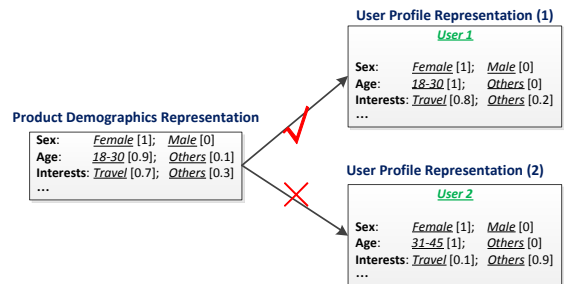 User Profile Representation (1)
User 1
Sex: Female [1]; Male [0]
Age: 18-30 [1]; Others [0]
Interests: Travel [0.8]; Others [0.2]
...
Product Demographics Representation
Sex: Female [1]; Male [0]
Age: 18-30 [0.9]; Others [0.1]
Interests: Travel [0.7]; Others [0.3]
...
User Profile Representation (2)
User 2
Sex: Female [1]; Male [0]
Age: 31-45 [1]; Others [0]
Interests: Travel [0.1]; Others [0.9]
...